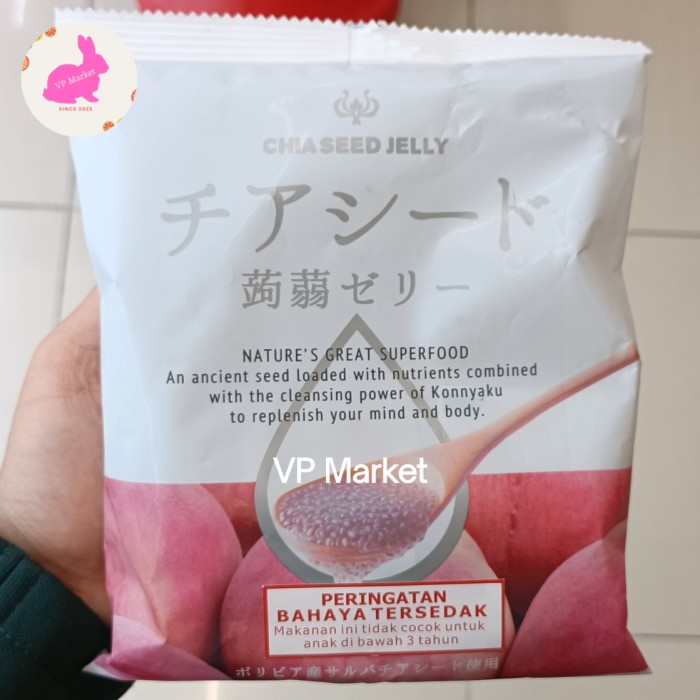 VP Market
SINCE 2023
CHIASEED JELLY
チアシード
蒟蒻ゼリー
NATURE'S GREAT SUPERFOOD
An ancient seed loaded with nutrients combined
with the cleansing power of Konnyaku
to replenish your mind and body.
VP Market
PERINGATAN
BAHAYA TERSEDAK
Makanan ini tidak cocok untuk
anak di bawah 3 tahun
ボリビア産サルバチアシード使用